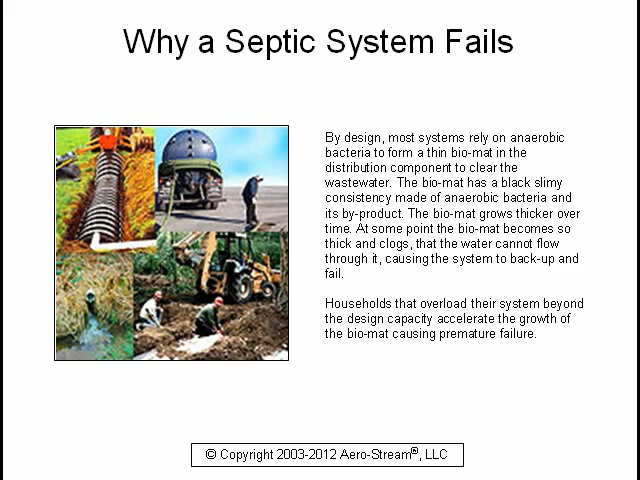 Why a Septic System Fails
By design, most systems rely on anaerobic
bacteria to form a thin bio-mat in the
distribution component to clear the
wastewater. The bio-mat has a black slimy
consistency made of anaerobic bacteria and
its by-product. The bio-mat grows thicker over
time. At some point the bio-mat becomes so
thick and clogs, that the water cannot flow
through it, causing the system to back-up and
fail.
Households that overload their system beyond
the design capacity accelerate the growth of
the bio-mat causing premature failure.
© Copyright 2003-2012 Aero-Stream®, LLC